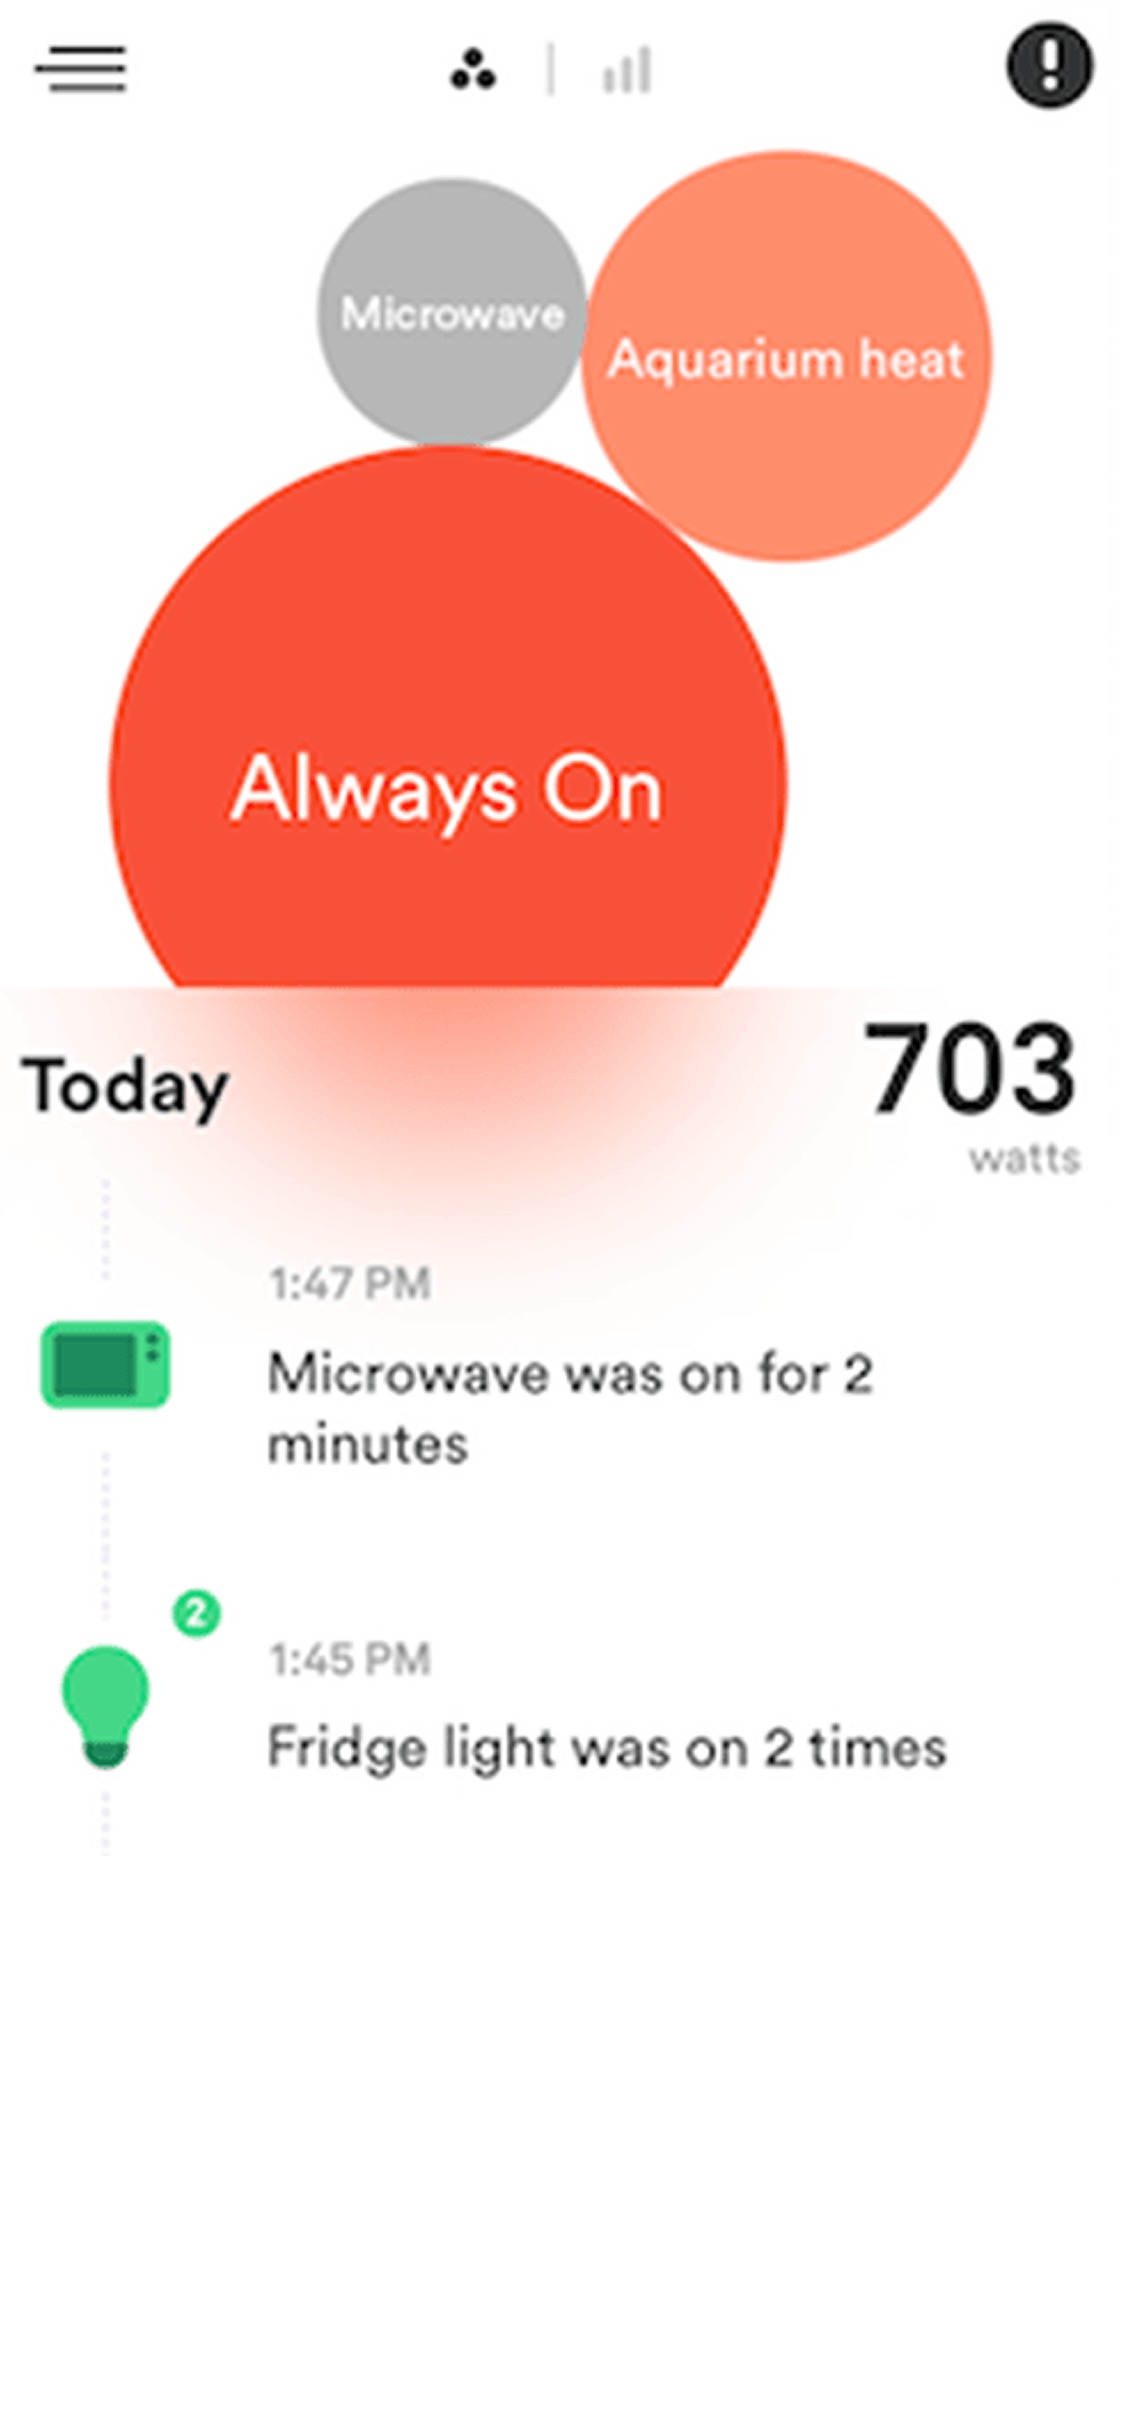 Microwave
Aquarium heat
Always On
Today
703
watts
1:47 PM
Microwave was on for 2
minutes
2
1:45 PM
Fridge light was on 2 times